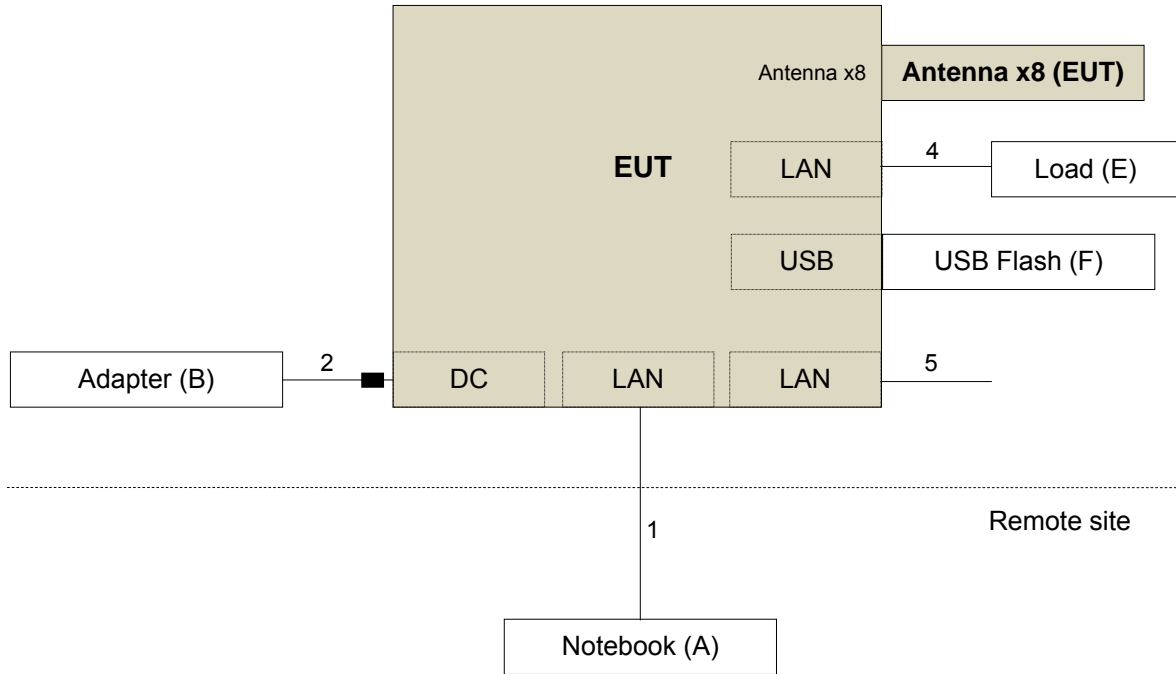 Antenna x8
Antenna x8 (EUT)
EUT
LAN
4
Load (E)
USB
USB Flash (F)
Adapter (B)
2
DC
LAN
LAN
5
Remote site
1
Notebook (A)